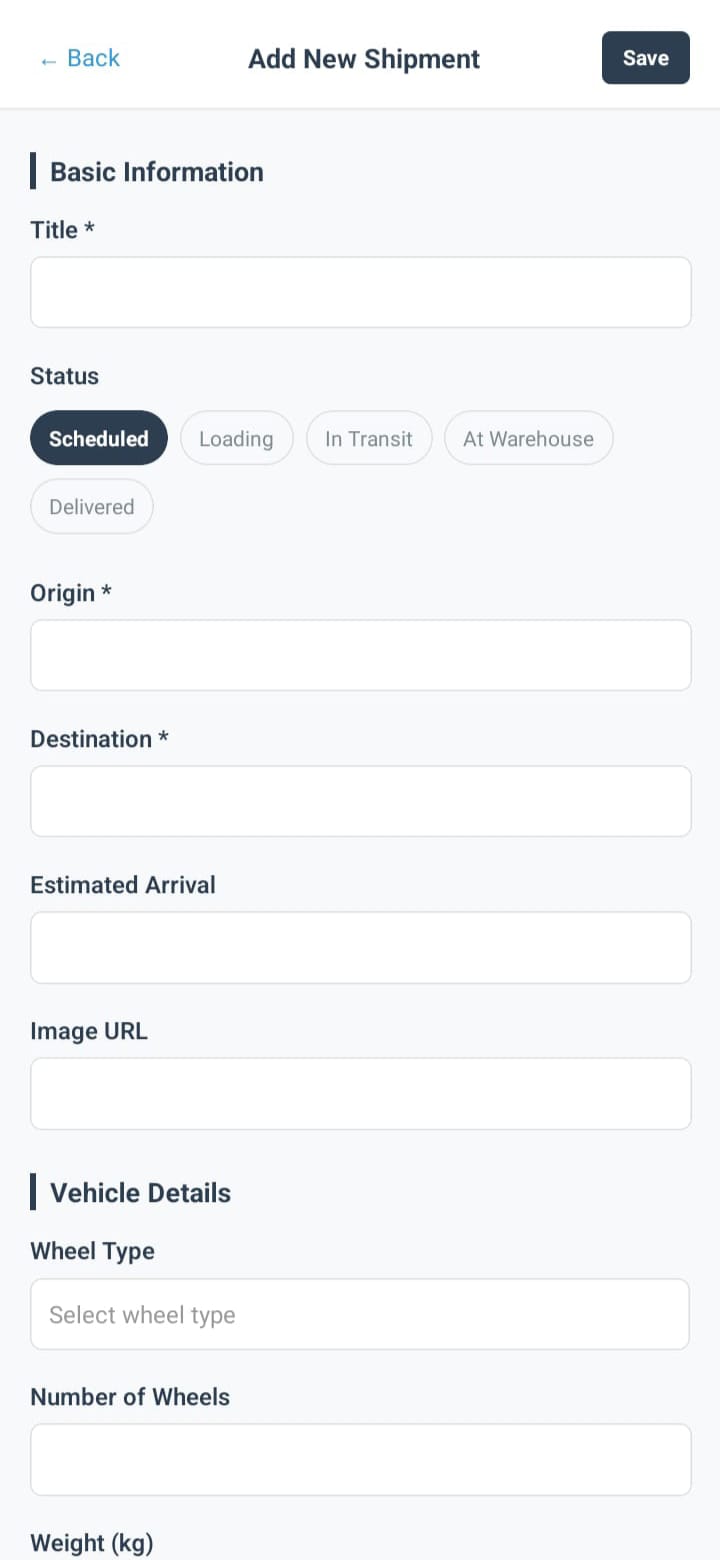 ← Back
Add New Shipment
Save
Basic Information
Title *
Status
Scheduled
Loading
In Transit
At Warehouse
Delivered
Origin *
Destination *
Estimated Arrival
Image URL
Vehicle Details
Wheel Type
Select wheel type
Number of Wheels
Weight (kg)